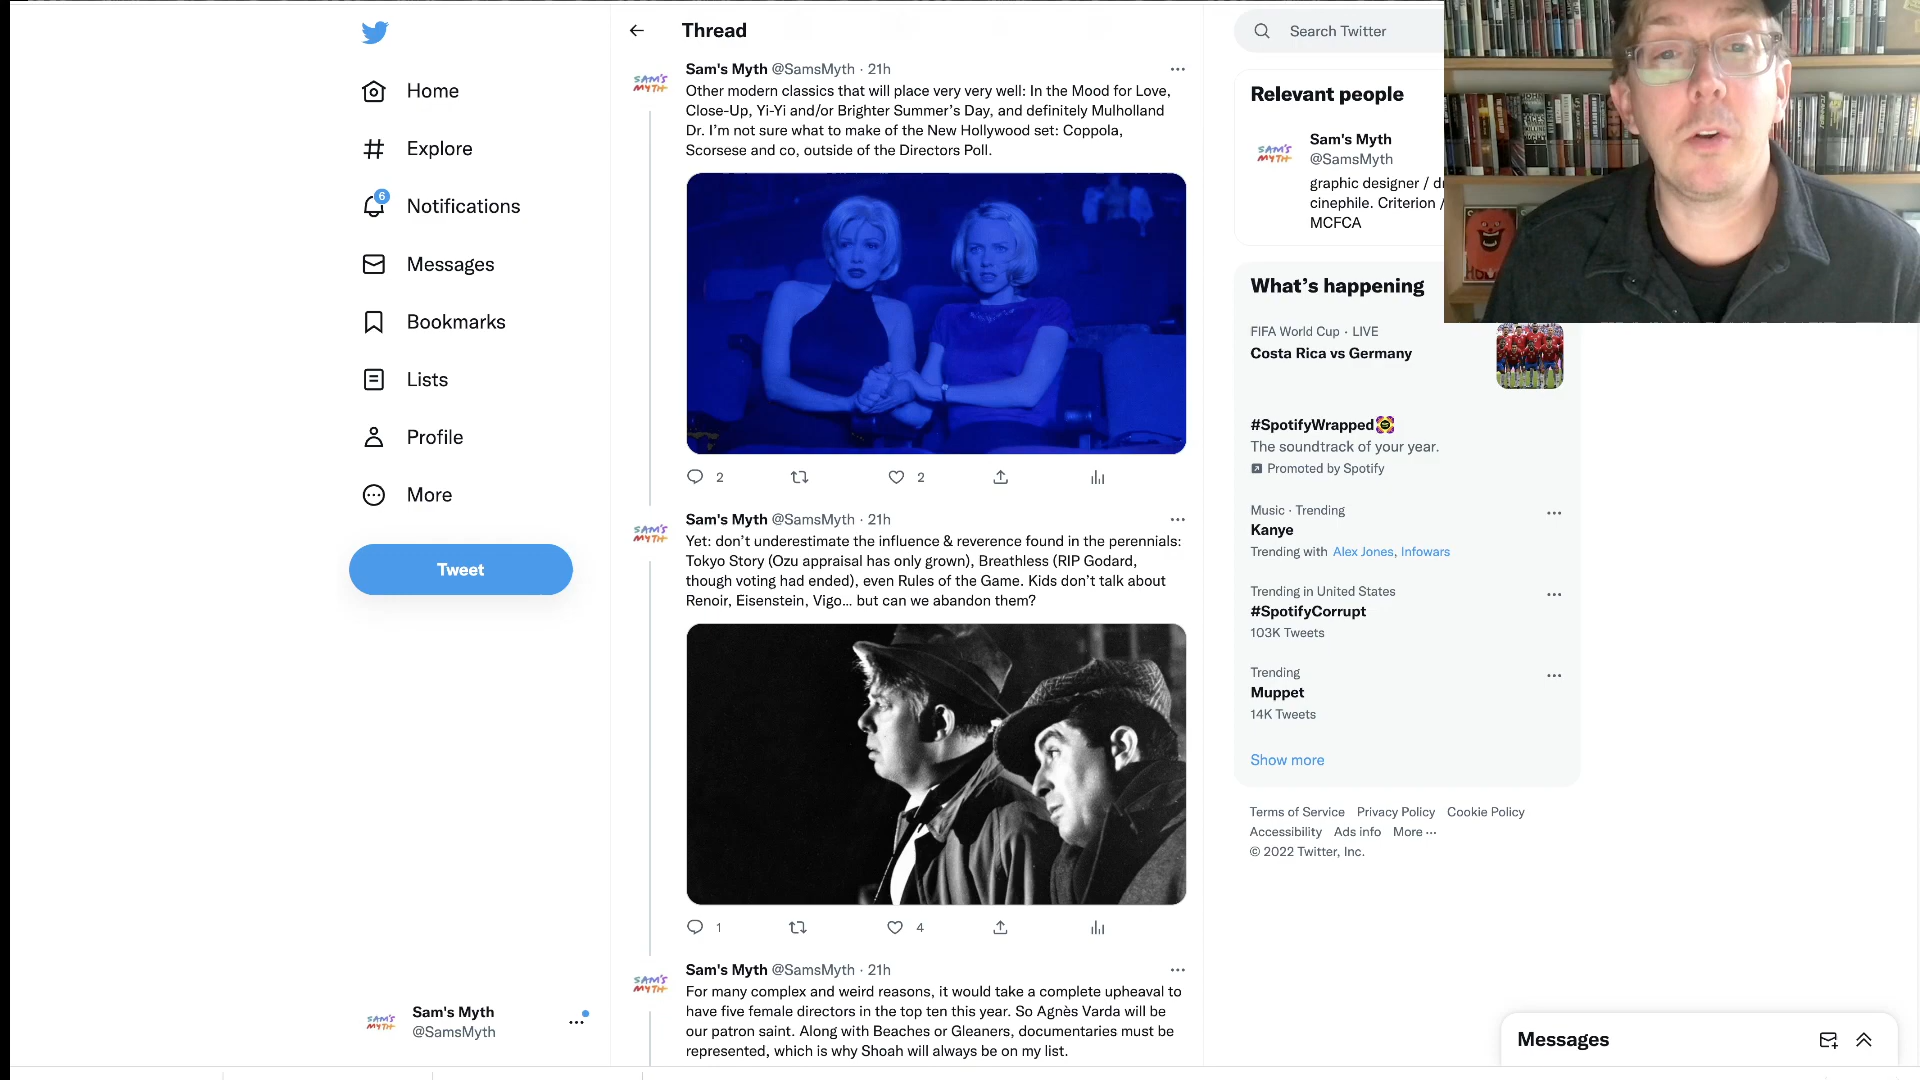 Home
Explore
6
Notifications
Messages
Bookmarks
Lists
Profile
More
Tweet
Sam's Myth
@SamsMyth
Thread
SAM'S
MYTH
Sam's Myth @SamsMyth · 21h
Other modern classics that will place very very well: In the Mood for Love,
Close-Up, Yi-Yi and/or Brighter Summer's Day, and definitely Mulholland
Dr. I'm not sure what to make of the New Hollywood set: Coppola,
Scorsese and co, outside of the Directors Poll.
2
2
SAM'S
MYTH
Sam's Myth @SamsMyth · 21h
Yet: don't underestimate the influence & reverence found in the perennials:
Tokyo Story (Ozu appraisal has only grown), Breathless (RIP Godard,
though voting had ended), even Rules of the Game. Kids don't talk about
Renoir, Eisenstein, Vigo... but can we abandon them?
1
4
SAM'S
MYTH
Sam's Myth @SamsMyth · 21h
For many complex and weird reasons, it would take a complete upheaval to
have five female directors in the top ten this year. So Agnès Varda will be
our patron saint. Along with Beaches or Gleaners, documentaries must be
represented, which is why Shoah will always be on my list.
SAM'S
MYTH
Search Twitter
Relevant people
SAM'S
MYTH
Sam's Myth
@SamsMyth
graphic designer /
cinephile. Criterion /
MCFCA
What's happening
FIFA World Cup · LIVE
Costa Rica vs Germany
#SpotifyWrapped
The soundtrack of your year.
Promoted by Spotify
Music · Trending
Kanye
Trending with Alex Jones, Infowars
Trending in United States
#SpotifyCorrupt
103K Tweets
Trending
Muppet
14K Tweets
Show more
Terms of Service Privacy Policy Cookie Policy
Accessibility Ads info More ···
© 2022 Twitter, Inc.
Messages